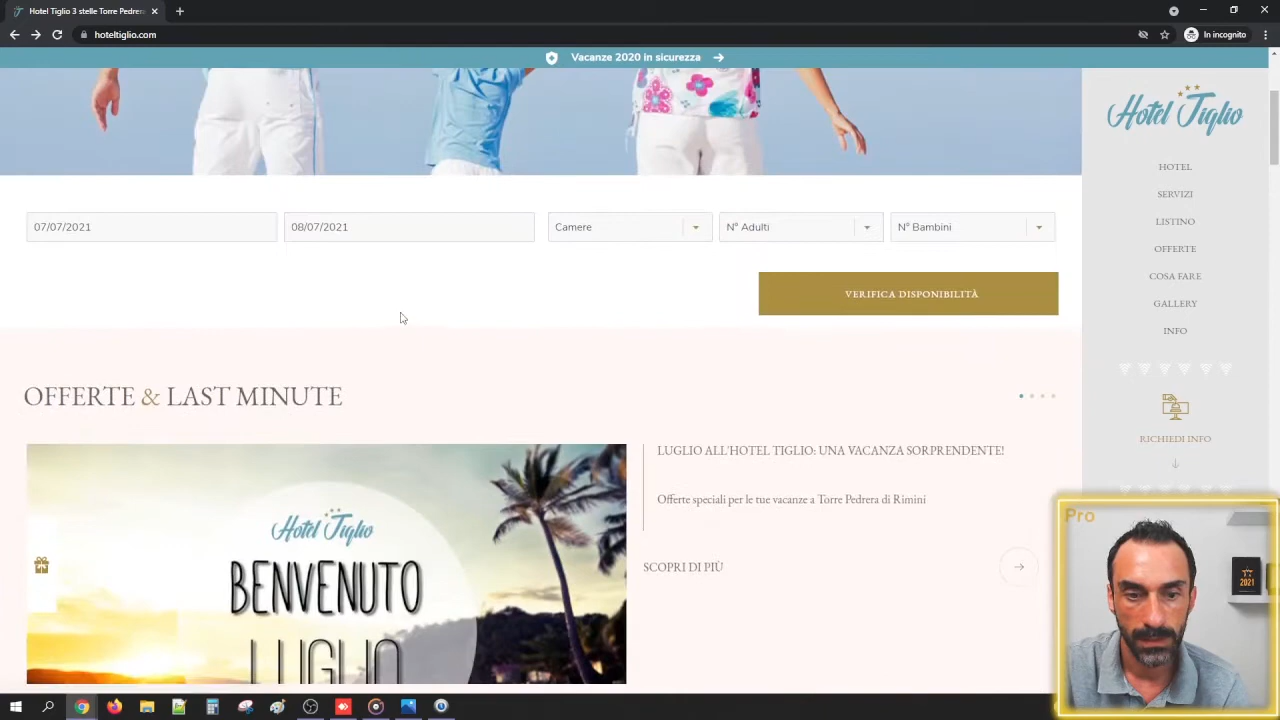 Hotel Tiglio 3 stelle Torre Pedrera
hoteltiglio.com
In incognito
Vacanze 2020 in sicurezza →
Hotel Tiglio
HOTEL
SERVIZI
LISTINO
OFFERTE
COSA FARE
GALLERY
INFO
RICHIEDI INFO
07/07/2021
08/07/2021
Camere
N° Adulti
N° Bambini
VERIFICA DISPONIBILITÀ
OFFERTE & LAST MINUTE
Hotel Tiglio
BENVENUTO
LUGLIO
LUGLIO ALL'HOTEL TIGLIO: UNA VACANZA SORPRENDENTE!
Offerte speciali per le tue vacanze a Torre Pedrera di Rimini
SCOPRI DI PIÙ
Pro
2021